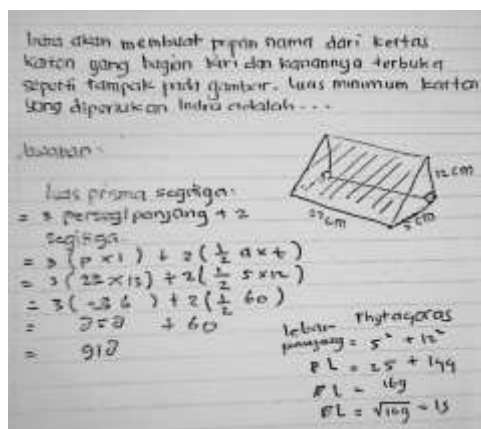 Indra akan membuat papan nama dari kertas
karton yang bagian kiri dan kanannya terbuka
seperti tampak pada gambar. Luas minimum karton
yang diperlukan Indra adalah...
Jawaban:
12 cm
22 cm
5 cm
luas prisma segitiga:
= 3 persegi panjang + 2
segitiga
= 3 (p x l) + 2 (1/2 a x t)
= 3 (22 x 13) + 2 (1/2 5 x 12)
= 3 (286) + 2 (1/2 60)
= 858 + 60
= 918
lebar Phytagoras
panjang = 5² + 12²
PL = 25 + 144
PL = 169
PL = √169 = 13